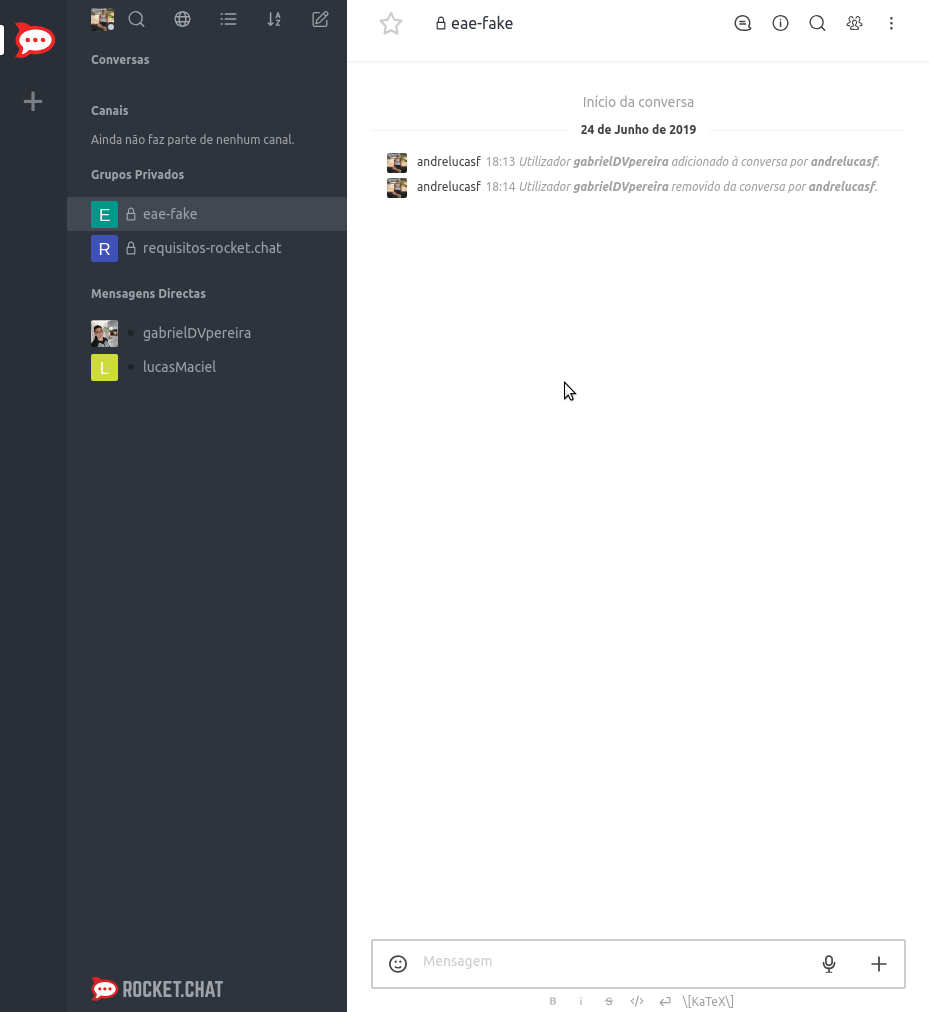 Conversas
Canais
Ainda não faz parte de nenhum canal.
Grupos Privados
E eae-fake
R requisitos-rocket.chat
Mensagens Directas
gabrielDVpereira
L lucasMaciel
ROCKET.CHAT
eae-fake
Início da conversa
24 de Junho de 2019
andrelucasf 18:13 Utilizador gabrielDVpereira adicionado à conversa por andrelucasf.
andrelucasf 18:14 Utilizador gabrielDVpereira removido da conversa por andrelucasf.
Mensagem
B i S </> \[KaTeX\]